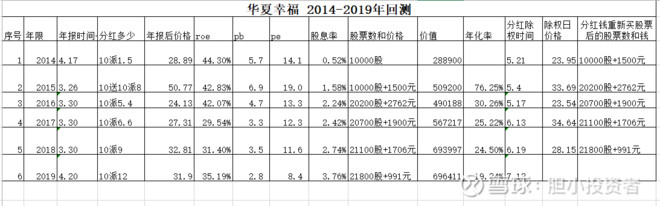 华夏幸福 2014-2019年回测
序号 年限 年报时间 分红多少 年报后价格 roe pb pe 股息率 股票数和价格 价值 年化率 分红除权时间 除权日价格 分红钱重新买股票后的股票数和钱
1 2014 4.17 10派1.5 28.89 44.30% 5.7 14.1 0.52% 10000股 288900 5.21 23.95 10000股+1500元
2 2015 3.26 10送10派8 50.77 42.83% 6.9 19.0 1.58% 10000股+1500元 509200 76.25% 5.4 33.69 20200股+2762元
3 2016 3.30 10派5.4 24.13 42.07% 4.7 13.3 2.24% 20200股+2762元 490188 30.26% 5.17 23.54 20700股+1900元
4 2017 3.30 10派6.6 27.31 29.54% 3.3 12.3 2.42% 20700股+1900元 567217 25.22% 6.13 34.64 21100股+1706元
5 2018 3.30 10派9 32.81 31.40% 3.5 11.6 2.74% 21100股+1706元 693997 24.50% 6.19 28.15 21800股+991元
6 2019 4.20 10派12 31.9 35.19% 2.8 8.4 3.76% 21800股+991元 696411 19.24% 7.12
雪球:胆小投资者